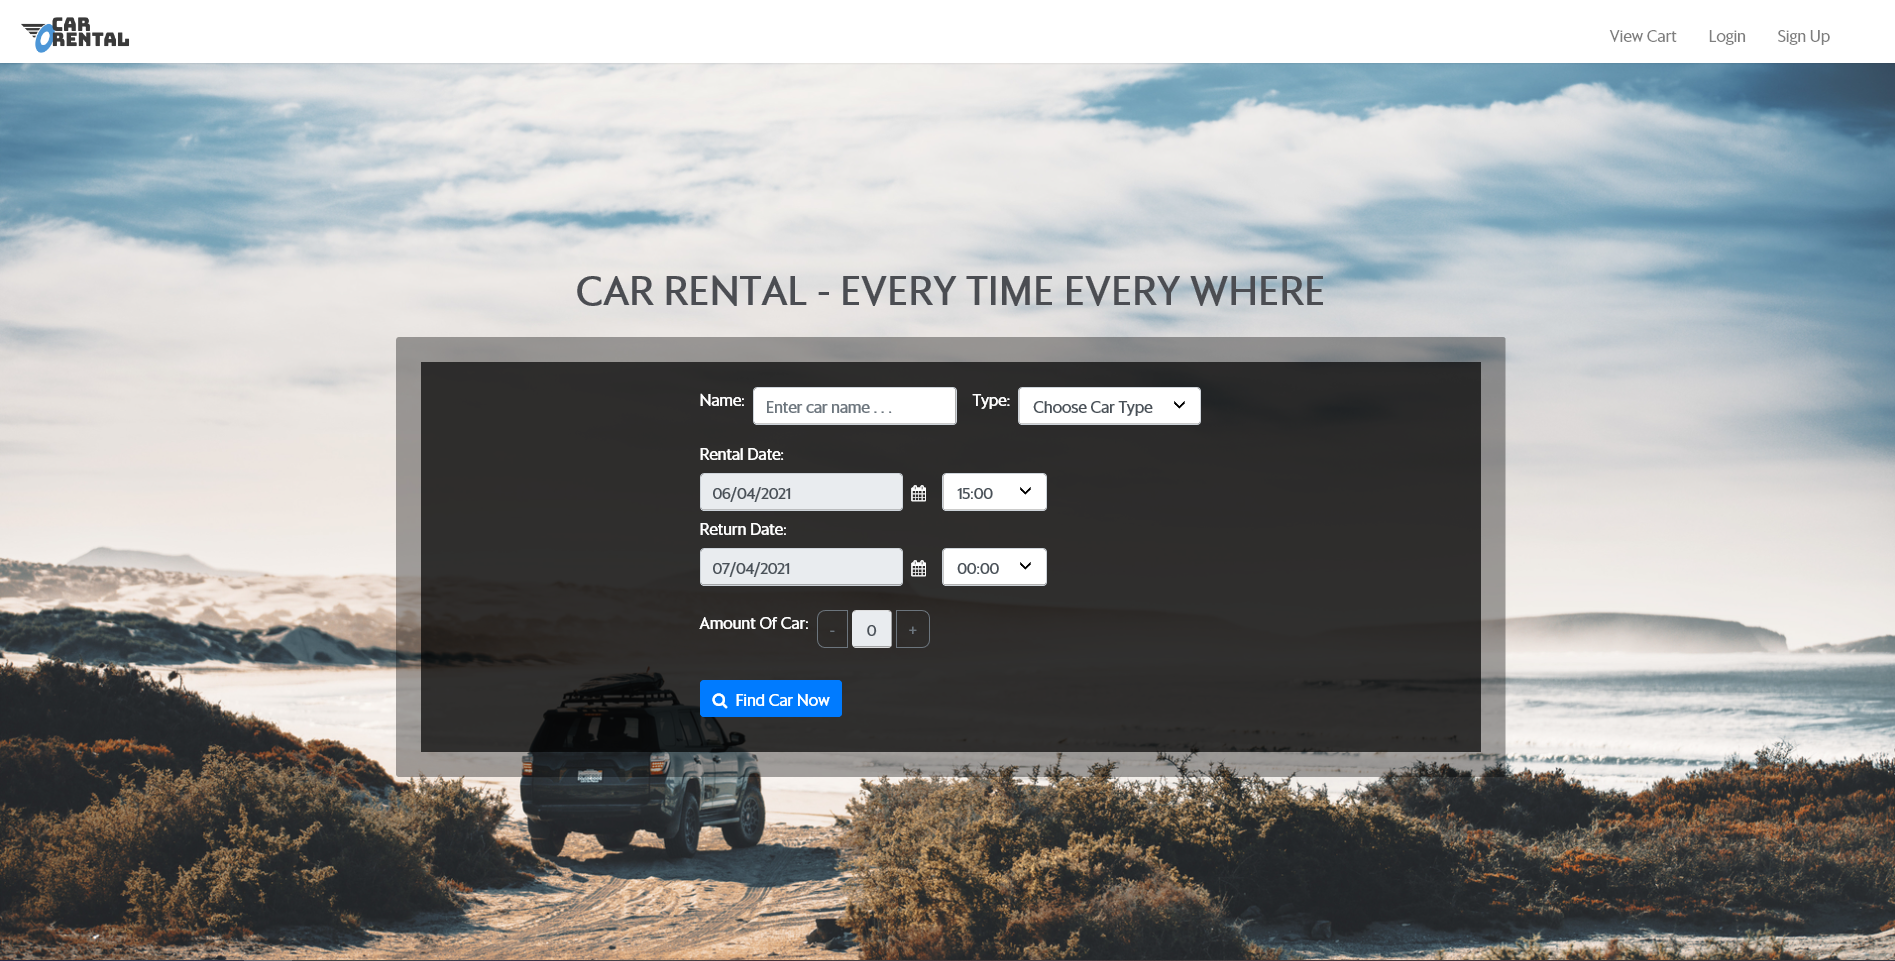 CAR
RENTAL
View Cart Login Sign Up
CAR RENTAL - EVERY TIME EVERY WHERE
Name: Enter car name . . . Type: Choose Car Type
Rental Date:
06/04/2021 15:00
Return Date:
07/04/2021 00:00
Amount Of Car: - 0 +
Find Car Now